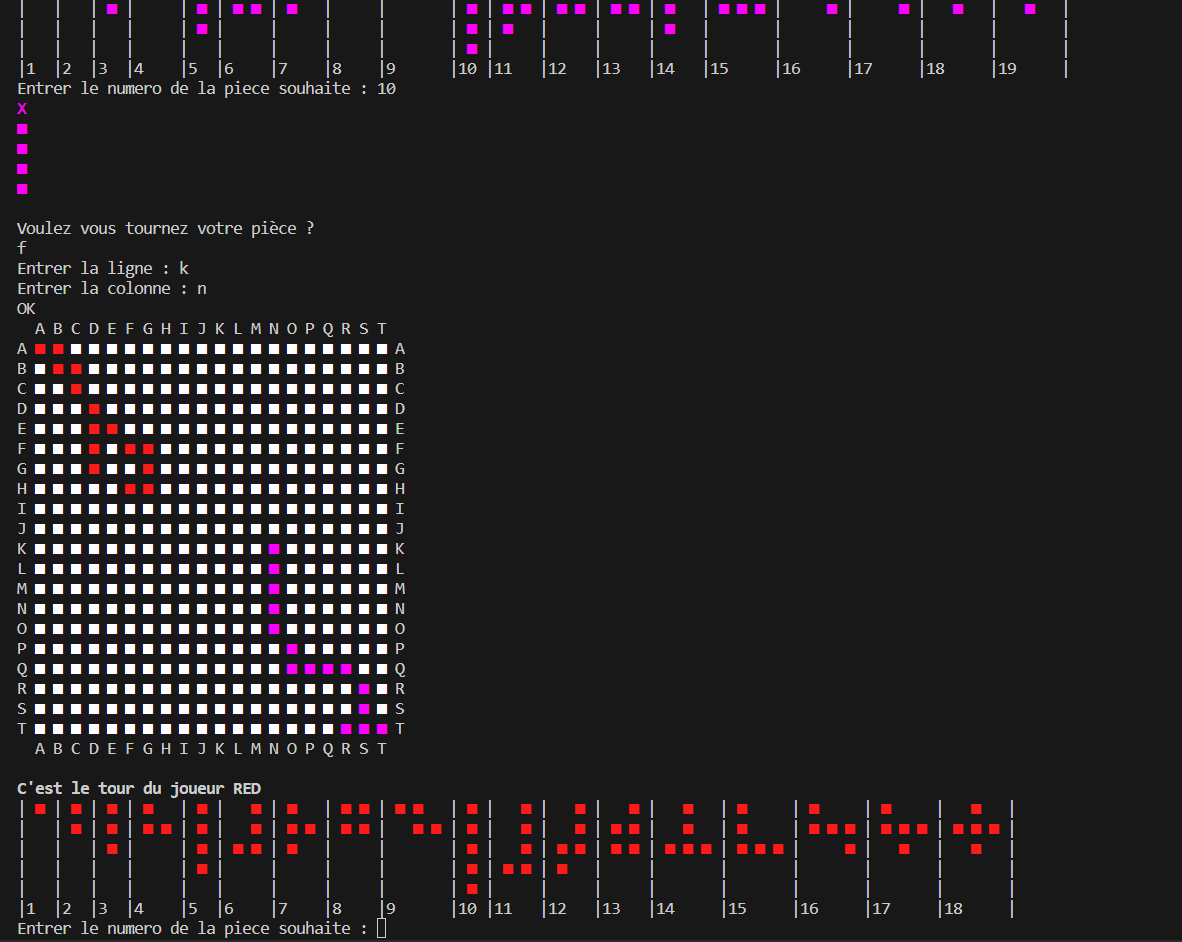 |1 |2 |3 |4 |5 |6 |7 |8 |9 |10 |11 |12 |13 |14 |15 |16 |17 |18 |19 |
Entrer le numero de la piece souhaite : 10
X
Voulez vous tournez votre pièce ?
f
Entrer la ligne : k
Entrer la colonne : n
OK
A B C D E F G H I J K L M N O P Q R S T
A A
B B
C C
D D
E E
F F
G G
H H
I I
J J
K K
L L
M M
N N
O O
P P
Q Q
R R
S S
T T
A B C D E F G H I J K L M N O P Q R S T
C'est le tour du joueur RED
|1 |2 |3 |4 |5 |6 |7 |8 |9 |10 |11 |12 |13 |14 |15 |16 |17 |18 |
Entrer le numero de la piece souhaite :